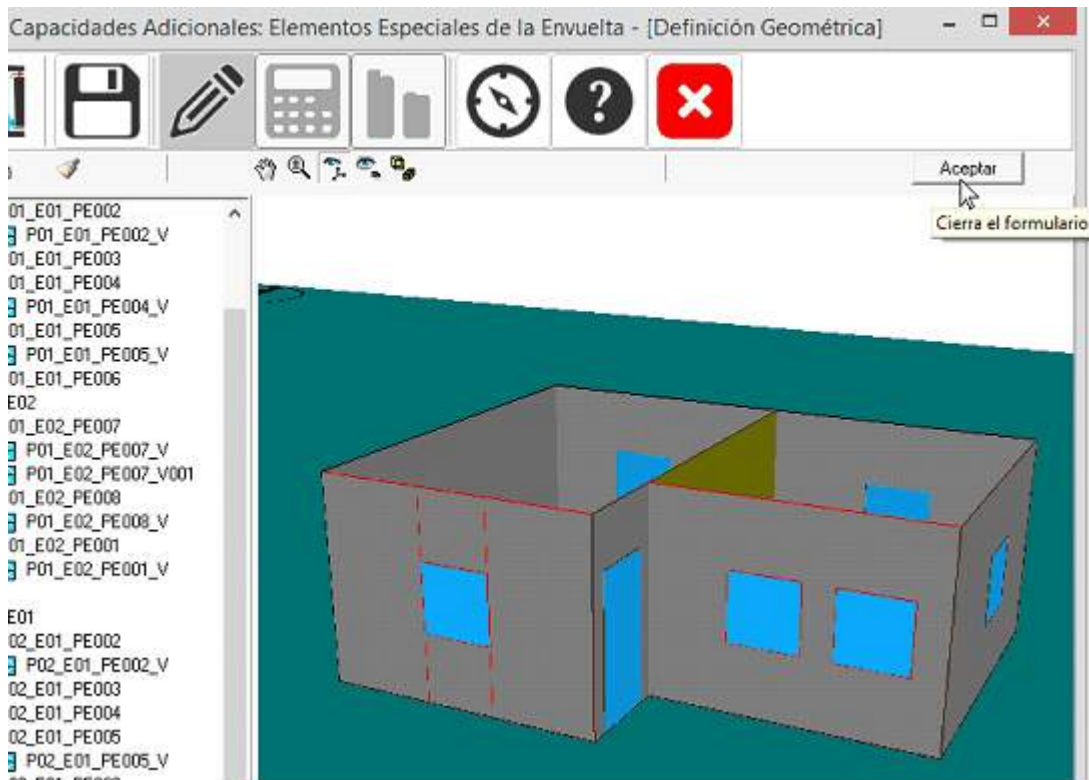 Capacidades Adicionales: Elementos Especiales de la Envuelta - [Definición Geométrica]
Aceptar
Cierra el formulario
01_E01_PE002
P01_E01_PE002_V
01_E01_PE003
01_E01_PE004
P01_E01_PE004_V
01_E01_PE005
P01_E01_PE005_V
01_E01_PE006
E02
01_E02_PE007
P01_E02_PE007_V
P01_E02_PE007_V001
01_E02_PE008
P01_E02_PE008_V
01_E02_PE001
P01_E02_PE001_V
E01
02_E01_PE002
P02_E01_PE002_V
02_E01_PE003
02_E01_PE004
02_E01_PE005
P02_E01_PE005_V